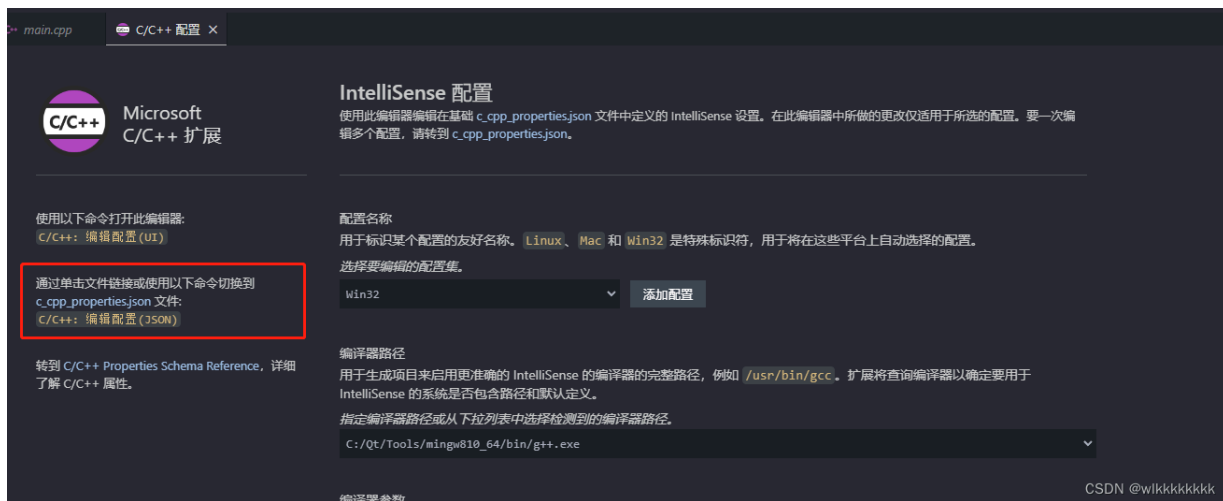 main.cpp
C/C++ 配置 ×
C/C++
Microsoft
C/C++ 扩展
使用以下命令打开此编辑器:
C/C++: 编辑配置(UI)
通过单击文件链接或使用以下命令切换到
c_cpp_properties.json 文件:
C/C++: 编辑配置(JSON)
转到 C/C++ Properties Schema Reference，详细
了解 C/C++ 属性。
IntelliSense 配置
使用此编辑器编辑在基础 c_cpp_properties.json 文件中定义的 IntelliSense 设置。在此编辑器中所做的更改仅适用于所选的配置。要一次编
辑多个配置，请转到 c_cpp_properties.json。
配置名称
用于标识某个配置的友好名称。Linux、Mac 和 Win32 是特殊标识符，用于将在这些平台上自动选择的配置。
选择要编辑的配置集。
Win32
添加配置
编译器路径
用于生成项目来启用更准确的 IntelliSense 的编译器的完整路径，例如 /usr/bin/gcc。扩展将查询编译器以确定要用于
IntelliSense 的系统是否包含路径和默认定义。
指定编译器路径或从下拉列表中选择检测到的编译器路径。
C:/Qt/Tools/mingw810_64/bin/g++.exe
编译器参数
CSDN @wlkkkkkkkk